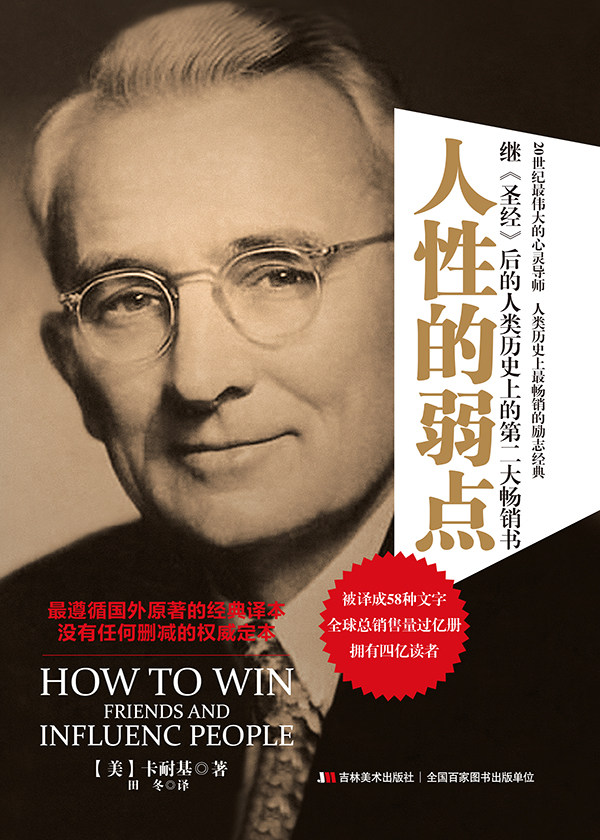 20世纪最伟大的心灵导师 人类历史上最畅销的励志经典
继《圣经》后的人类历史上的第二大畅销书
人性的弱点
被译成58种文字
全球总销售量过亿册
拥有四亿读者
最遵循国外原著的经典译本
没有任何删减的权威定本
HOW TO WIN
FRIENDS AND
INFLUENC PEOPLE
【美】卡耐基◎著
田 冬◎译
吉林美术出版社 | 全国百家图书出版单位